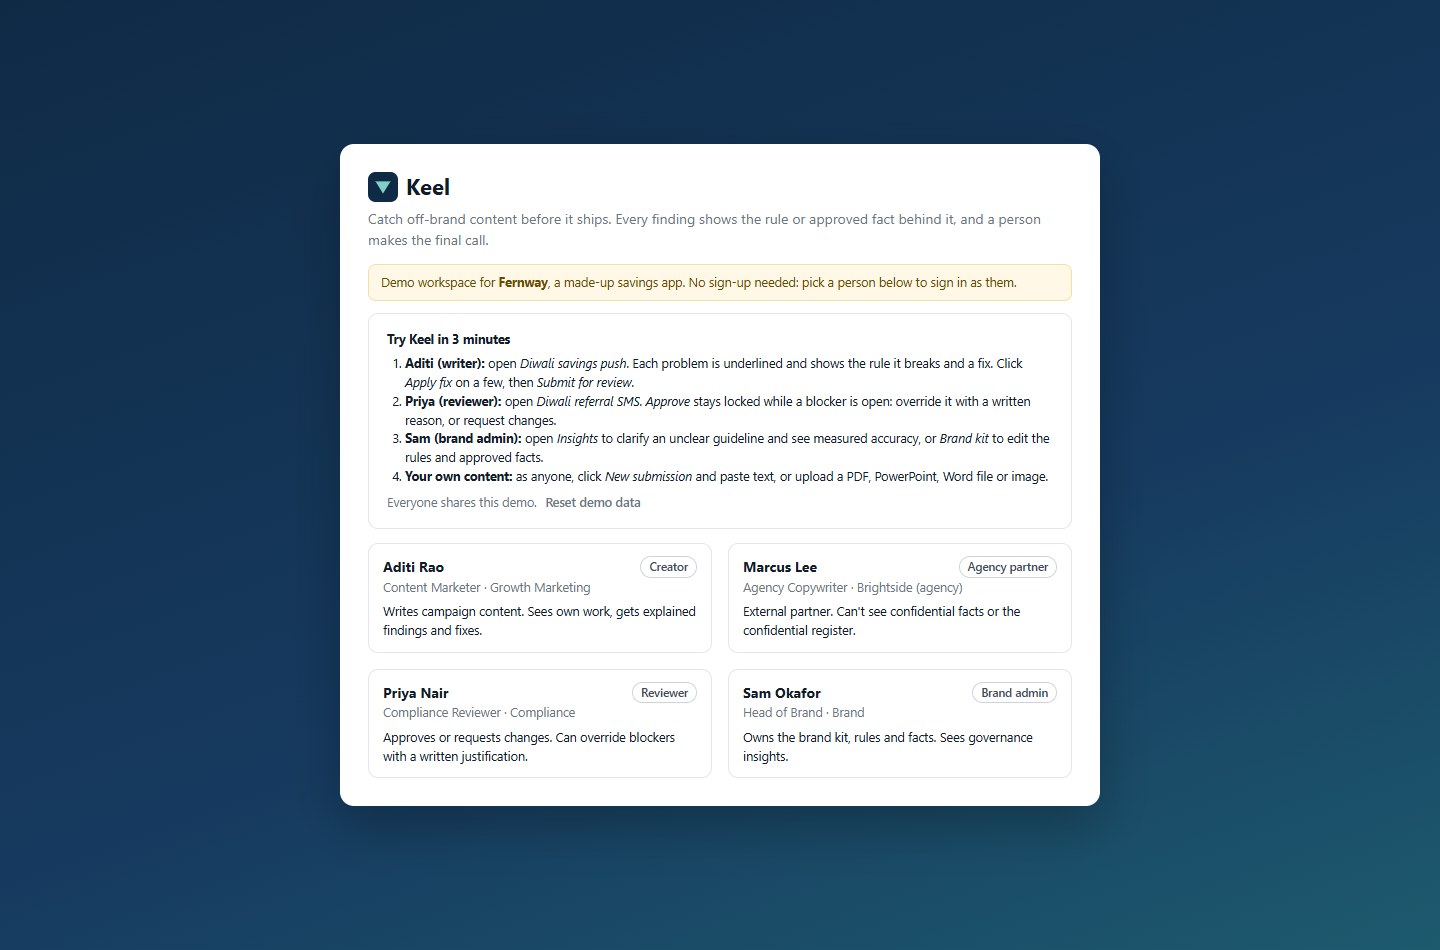 Keel
Catch off-brand content before it ships. Every finding shows the rule or approved fact behind it, and a person
makes the final call.
Demo workspace for Fernway, a made-up savings app. No sign-up needed: pick a person below to sign in as them.
Try Keel in 3 minutes
1. Aditi (writer): open Diwali savings push. Each problem is underlined and shows the rule it breaks and a fix. Click
Apply fix on a few, then Submit for review.
2. Priya (reviewer): open Diwali referral SMS. Approve stays locked while a blocker is open: override it with a written
reason, or request changes.
3. Sam (brand admin): open Insights to clarify an unclear guideline and see measured accuracy, or Brand kit to edit the
rules and approved facts.
4. Your own content: as anyone, click New submission and paste text, or upload a PDF, PowerPoint, Word file or image.
Everyone shares this demo. Reset demo data
Aditi Rao
Creator
Content Marketer · Growth Marketing
Writes campaign content. Sees own work, gets explained
findings and fixes.
Marcus Lee
Agency partner
Agency Copywriter · Brightside (agency)
External partner. Can't see confidential facts or the
confidential register.
Priya Nair
Reviewer
Compliance Reviewer · Compliance
Approves or requests changes. Can override blockers
with a written justification.
Sam Okafor
Brand admin
Head of Brand · Brand
Owns the brand kit, rules and facts. Sees governance
insights.